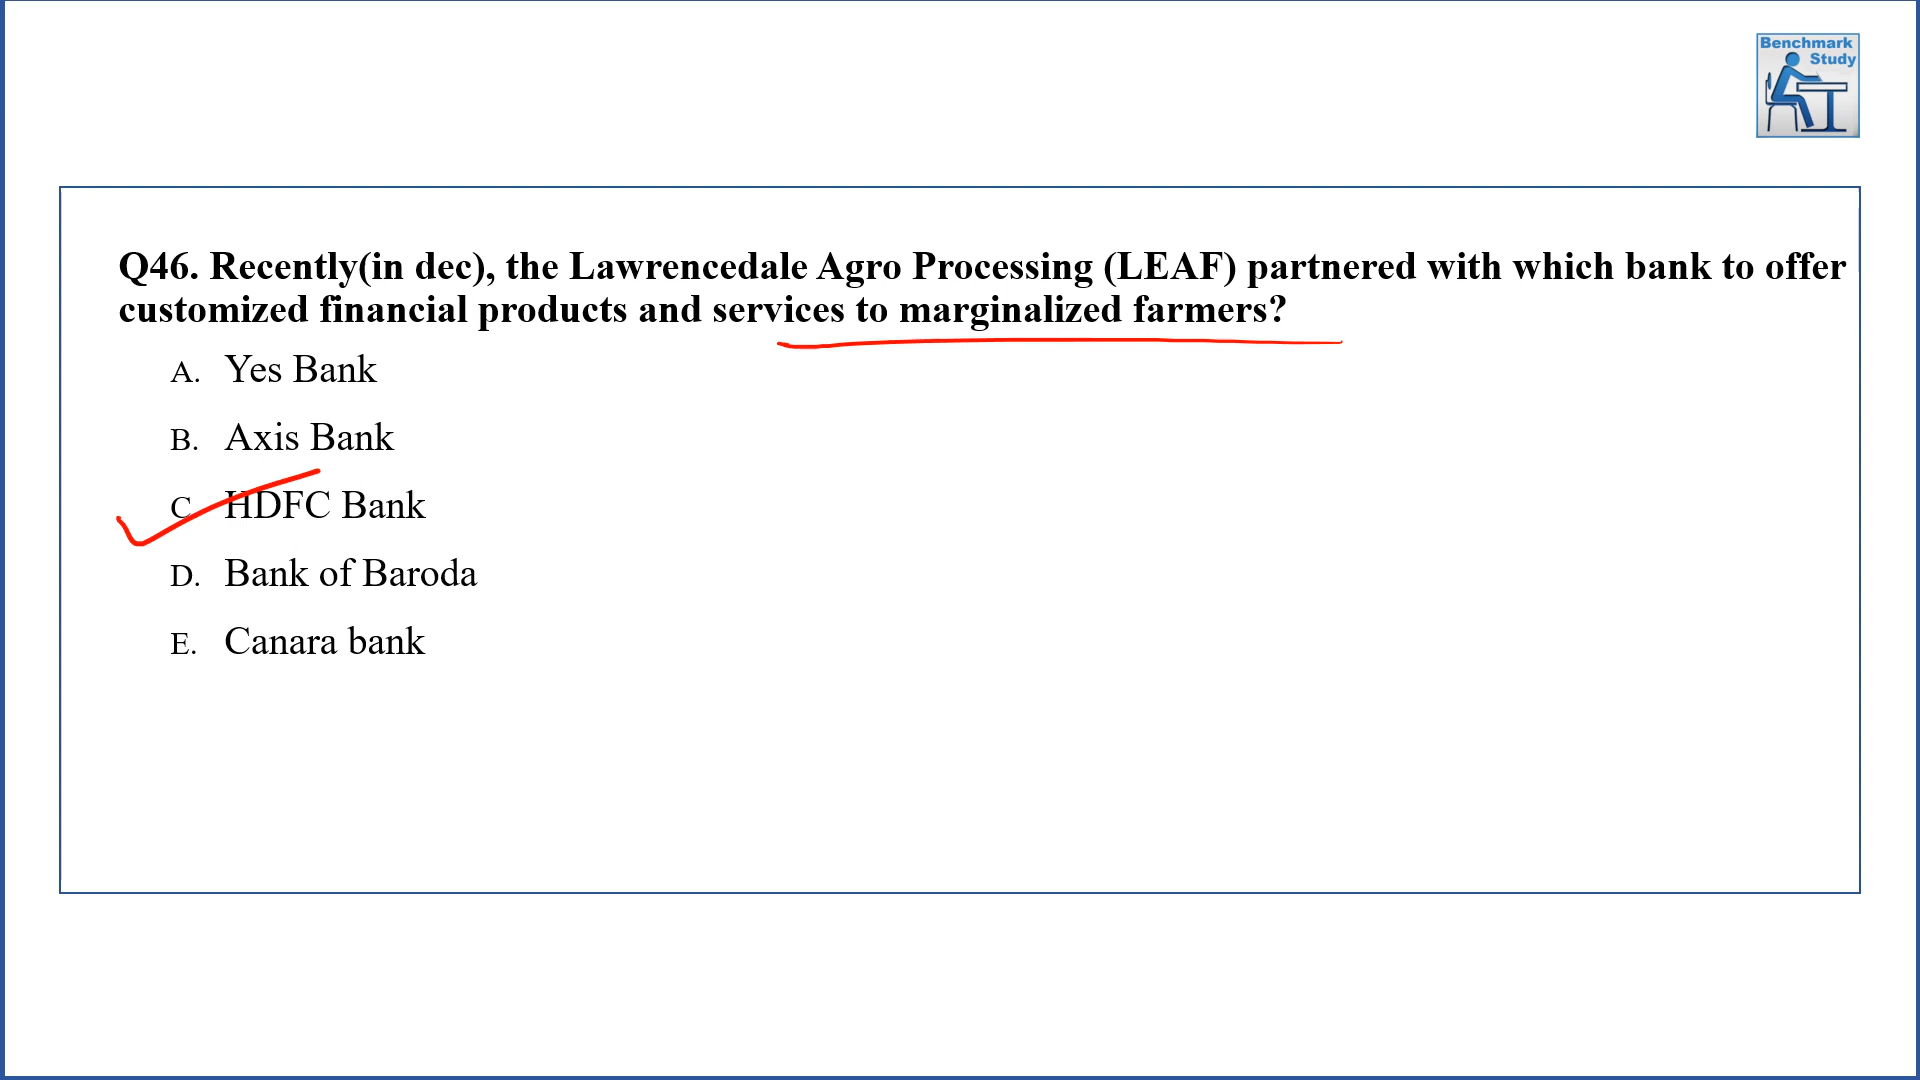 Benchmark
Study
Q46. Recently(in dec), the Lawrencedale Agro Processing (LEAF) partnered with which bank to offer
customized financial products and services to marginalized farmers?
A. Yes Bank
B. Axis Bank
C. HDFC Bank
D. Bank of Baroda
E. Canara bank